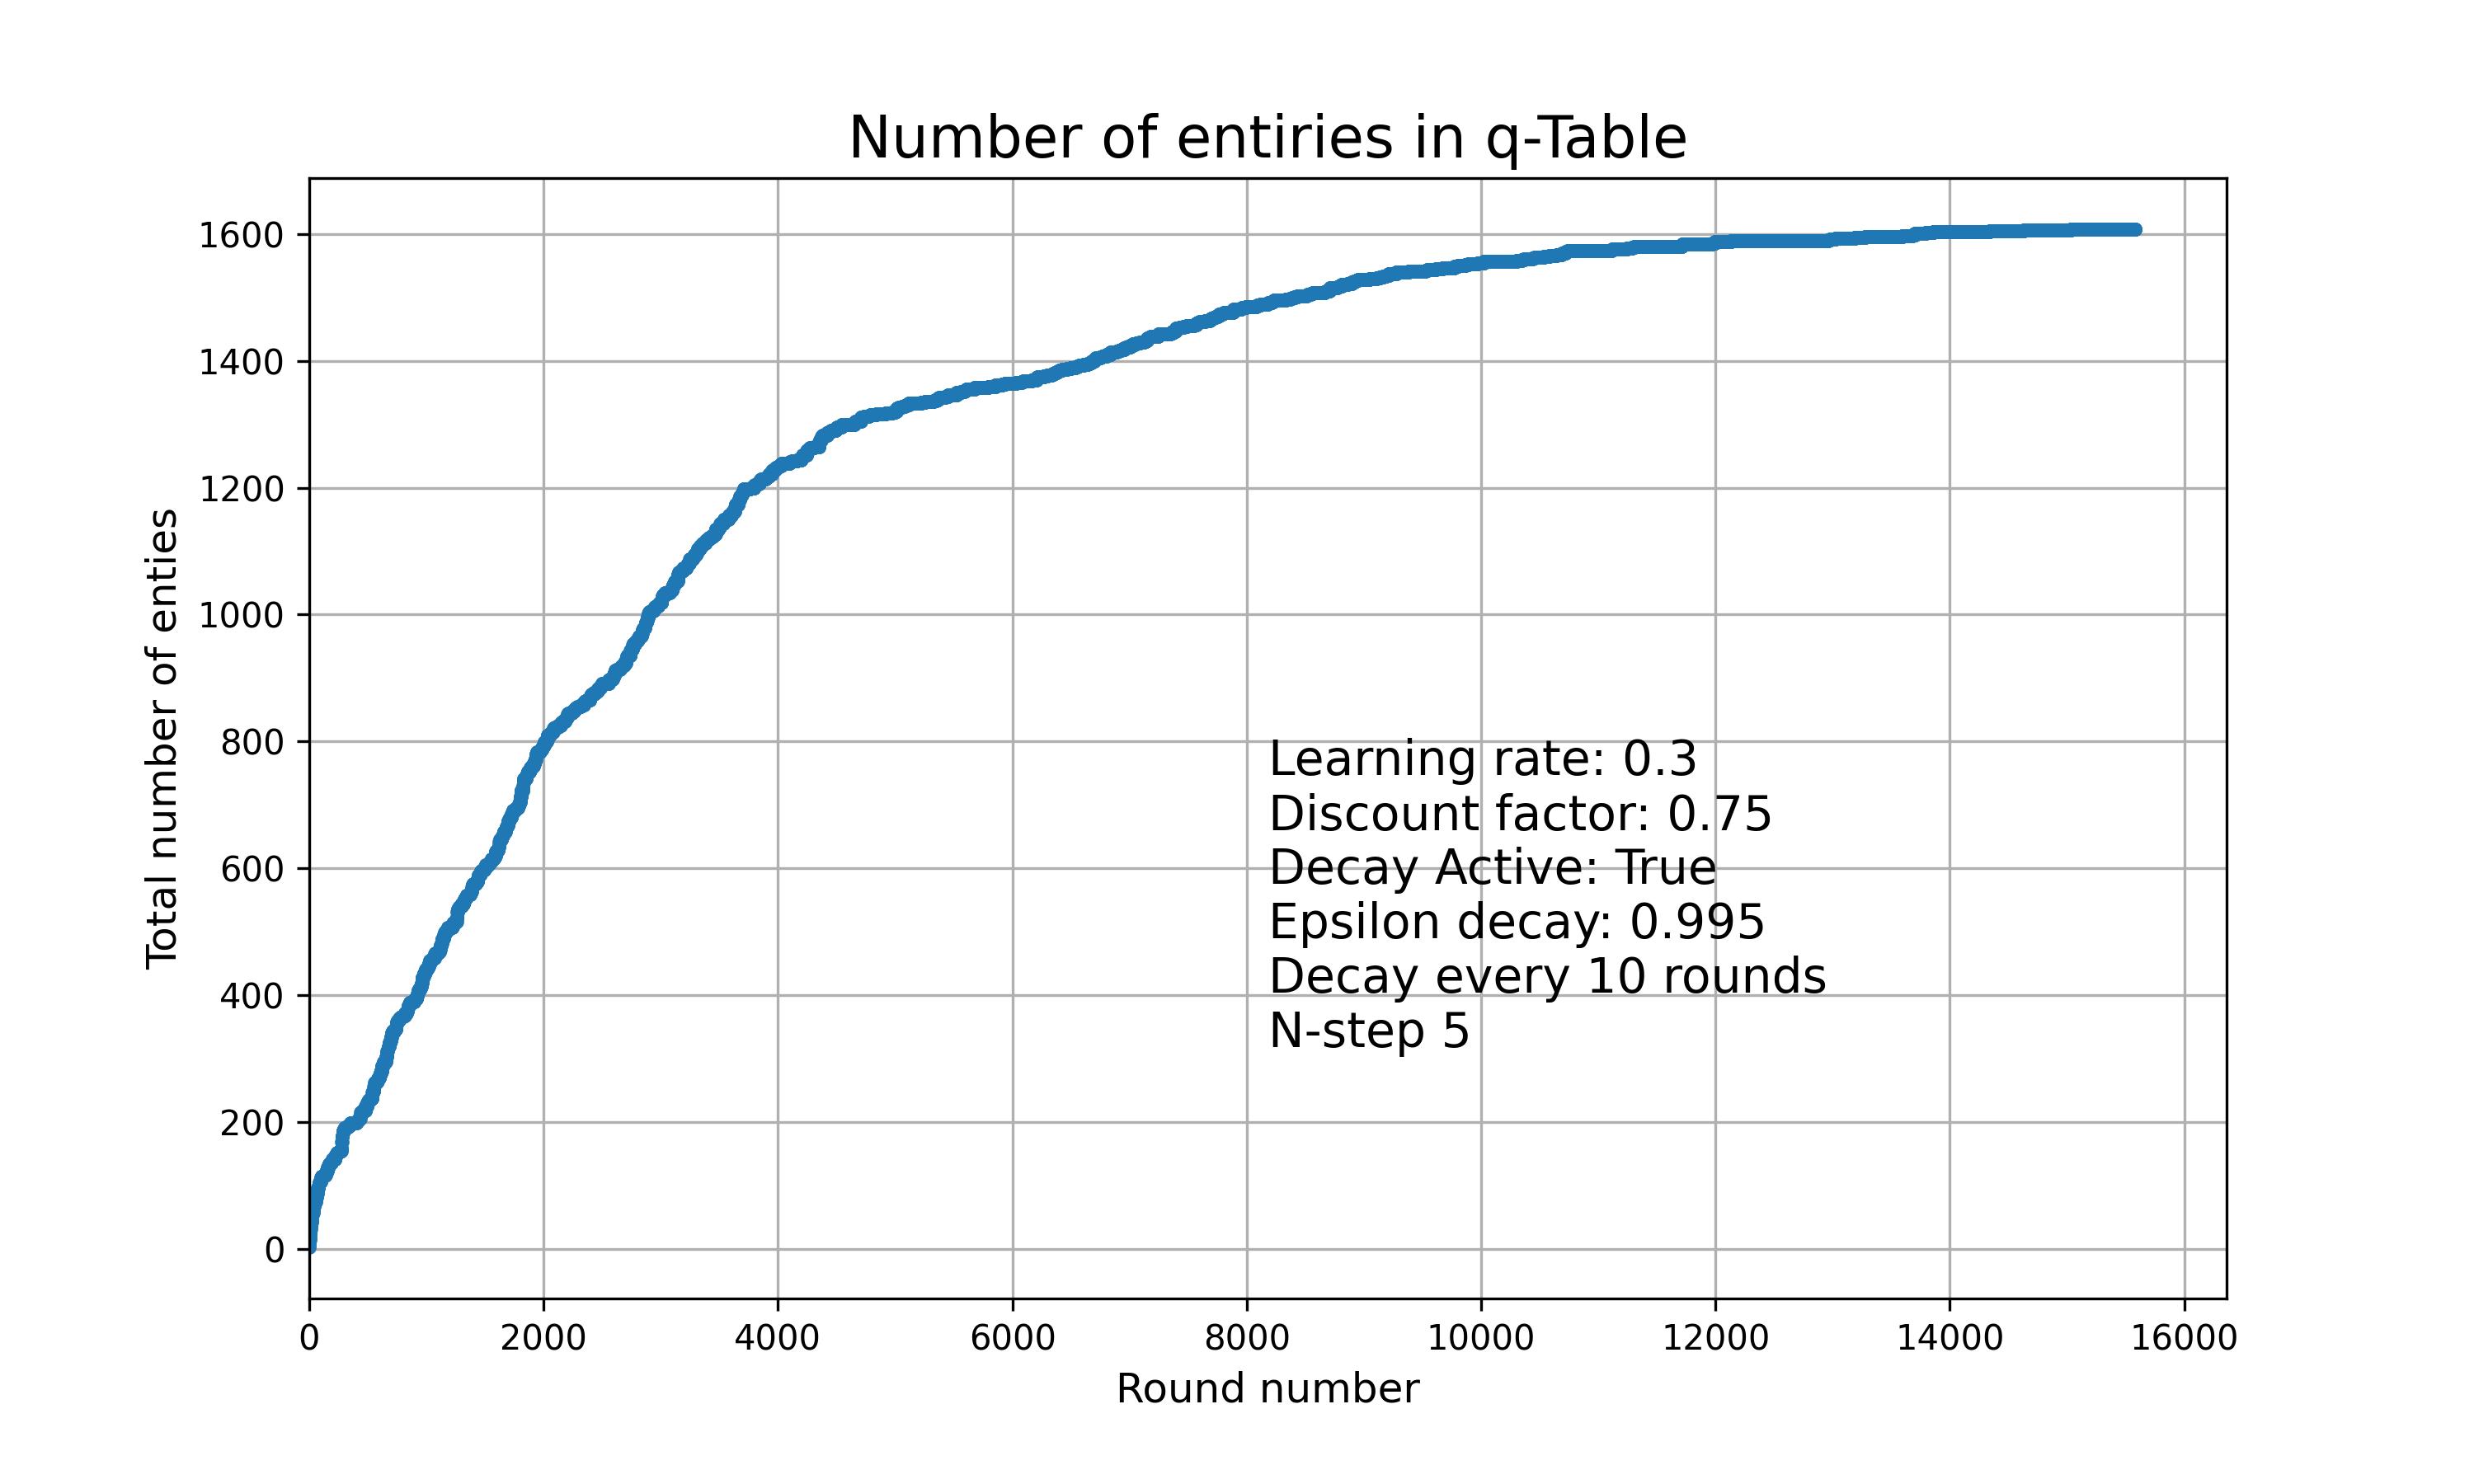 Number of entiries in q-Table
Total number of enties
1600
1400
1200
1000
800
600
400
200
0
Learning rate: 0.3
Discount factor: 0.75
Decay Active: True
Epsilon decay: 0.995
Decay every 10 rounds
N-step 5
0 2000 4000 6000 8000 10000 12000 14000 16000
Round number